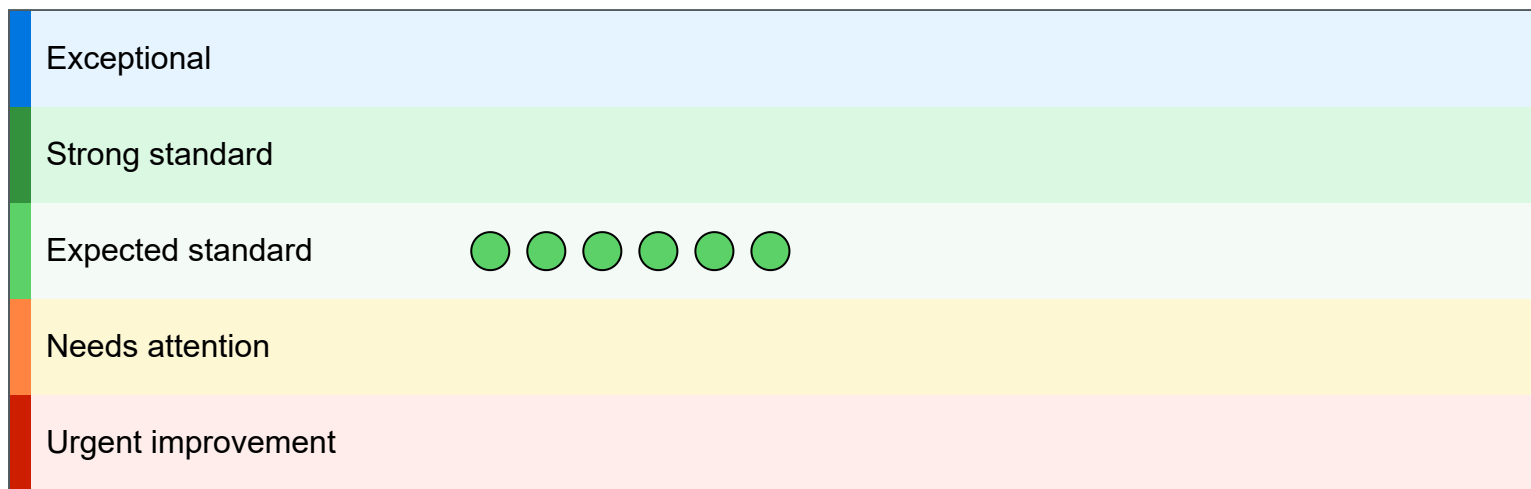 Exceptional
Strong standard
Expected standard
Needs attention
Urgent improvement